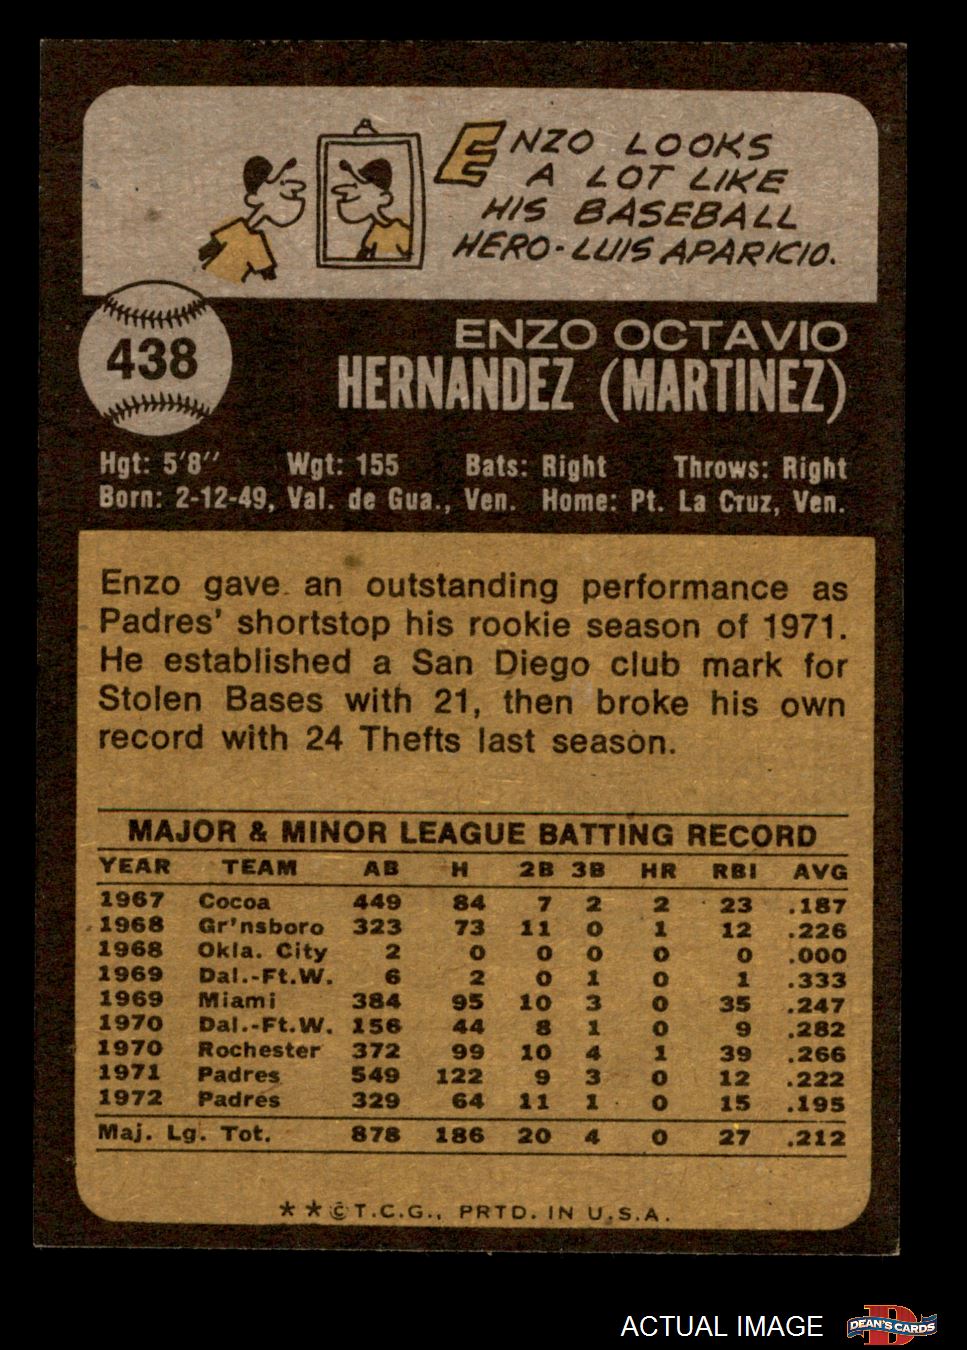 ENZO LOOKS
A LOT LIKE
HIS BASEBALL
HERO-LUIS APARICIO.
438
ENZO OCTAVIO
HERNANDEZ (MARTINEZ)
Hgt: 5'8" Wgt: 155 Bats: Right Throws: Right
Born: 2-12-49, Val. de Gua., Ven. Home: Pt. La Cruz, Ven.
Enzo gave an outstanding performance as
Padres' shortstop his rookie season of 1971.
He established a San Diego club mark for
Stolen Bases with 21, then broke his own
record with 24 Thefts last season.
MAJOR & MINOR LEAGUE BATTING RECORD
YEAR TEAM AB H 2B 3B HR RBI AVG
1967 Cocoa 449 84 7 2 2 23 .187
1968 Gr'nsboro 323 73 11 0 1 12 .226
1968 Okla. City 2 0 0 0 0 0 .000
1969 Dal.-Ft.W. 6 2 0 1 0 1 .333
1969 Miami 384 95 10 3 0 35 .247
1970 Dal.-Ft.W. 156 44 8 1 0 9 .282
1970 Rochester 372 99 10 4 1 39 .266
1971 Padres 549 122 9 3 0 12 .222
1972 Padres 329 64 11 1 0 15 .195
Maj. Lg. Tot. 878 186 20 4 0 27 .212
**© T.C.G., PRTD. IN U.S.A.
ACTUAL IMAGE
D
DEAN'S CARDS